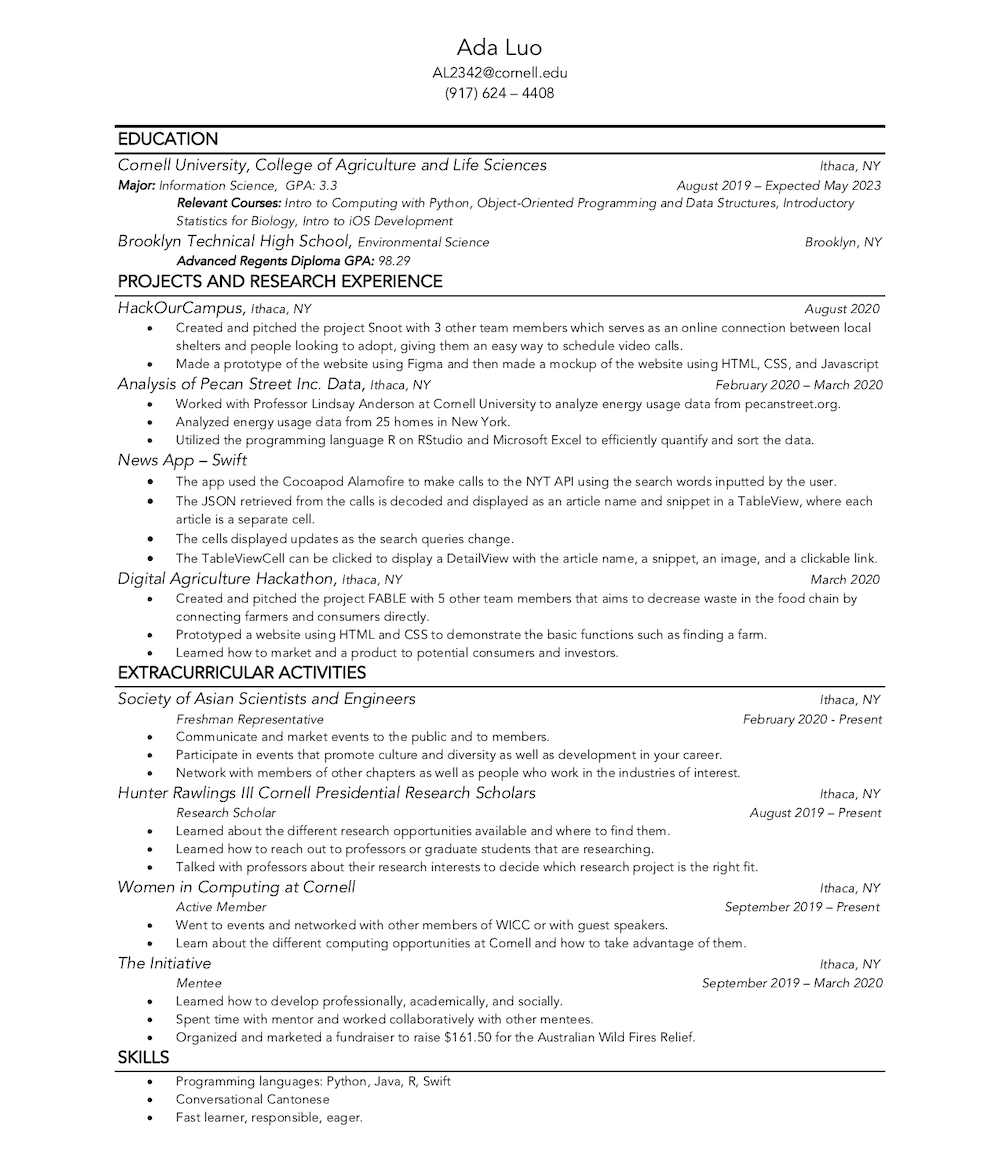 Ada Luo
AL2342@cornell.edu
(917) 624 – 4408
EDUCATION
Cornell University, College of Agriculture and Life Sciences Ithaca, NY
Major: Information Science, GPA: 3.3 August 2019 – Expected May 2023
Relevant Courses: Intro to Computing with Python, Object-Oriented Programming and Data Structures, Introductory
Statistics for Biology, Intro to iOS Development
Brooklyn Technical High School, Environmental Science Brooklyn, NY
Advanced Regents Diploma GPA: 98.29
PROJECTS AND RESEARCH EXPERIENCE
HackOurCampus, Ithaca, NY August 2020
• Created and pitched the project Snoot with 3 other team members which serves as an online connection between local
shelters and people looking to adopt, giving them an easy way to schedule video calls.
• Made a prototype of the website using Figma and then made a mockup of the website using HTML, CSS, and Javascript
Analysis of Pecan Street Inc. Data, Ithaca, NY February 2020 – March 2020
• Worked with Professor Lindsay Anderson at Cornell University to analyze energy usage data from pecanstreet.org.
• Analyzed energy usage data from 25 homes in New York.
• Utilized the programming language R on RStudio and Microsoft Excel to efficiently quantify and sort the data.
News App – Swift
• The app used the Cocoapod Alamofire to make calls to the NYT API using the search words inputted by the user.
• The JSON retrieved from the calls is decoded and displayed as an article name and snippet in a TableView, where each
article is a separate cell.
• The cells displayed updates as the search queries change.
• The TableViewCell can be clicked to display a DetailView with the article name, a snippet, an image, and a clickable link.
Digital Agriculture Hackathon, Ithaca, NY March 2020
• Created and pitched the project FABLE with 5 other team members that aims to decrease waste in the food chain by
connecting farmers and consumers directly.
• Prototyped a website using HTML and CSS to demonstrate the basic functions such as finding a farm.
• Learned how to market and a product to potential consumers and investors.
EXTRACURRICULAR ACTIVITIES
Society of Asian Scientists and Engineers Ithaca, NY
Freshman Representative February 2020 - Present
• Communicate and market events to the public and to members.
• Participate in events that promote culture and diversity as well as development in your career.
• Network with members of other chapters as well as people who work in the industries of interest.
Hunter Rawlings III Cornell Presidential Research Scholars Ithaca, NY
Research Scholar August 2019 – Present
• Learned about the different research opportunities available and where to find them.
• Learned how to reach out to professors or graduate students that are researching.
• Talked with professors about their research interests to decide which research project is the right fit.
Women in Computing at Cornell Ithaca, NY
Active Member September 2019 – Present
• Went to events and networked with other members of WICC or with guest speakers.
• Learn about the different computing opportunities at Cornell and how to take advantage of them.
The Initiative Ithaca, NY
Mentee September 2019 – March 2020
• Learned how to develop professionally, academically, and socially.
• Spent time with mentor and worked collaboratively with other mentees.
• Organized and marketed a fundraiser to raise $161.50 for the Australian Wild Fires Relief.
SKILLS
• Programming languages: Python, Java, R, Swift
• Conversational Cantonese
• Fast learner, responsible, eager.